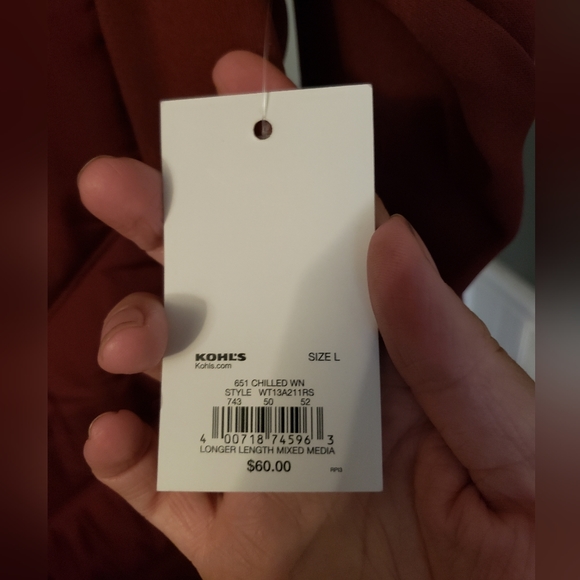 KOHL'S SIZE L
Kohls.com
651 CHILLED WN
STYLE WT13A211RS
743 50 52
4 00718 74596 3
LONGER LENGTH MIXED MEDIA
$60.00 RPG